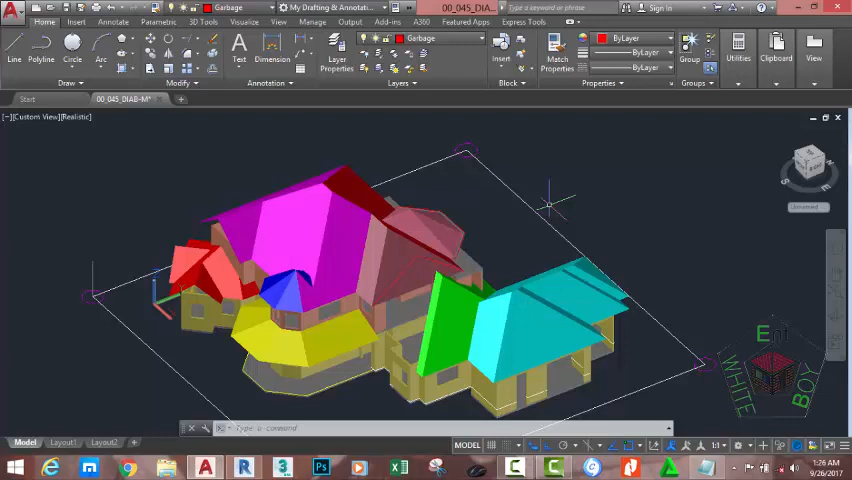 Garbage
My Drafting & Annotati...
00_045_DIAB-M...
Type a keyword or phrase
Sign In
Home Insert Annotate Parametric 3D Tools Visualize View Manage Output Add-ins A360 Featured Apps Express Tools
Garbage
ByLayer
ByLayer
ByLayer
Line Polyline Circle Arc Text Dimension Layer Properties Insert Match Properties Group Utilities Clipboard View
Draw Modify Annotation Layers Block Properties Groups
Start 00_045_DIAB-M*
[−][Custom View][Realistic]
Unnamed
Ent
WHITE
BOY
Type a command
Model Layout1 Layout2
MODEL 1:1
1:26 AM
9/26/2017